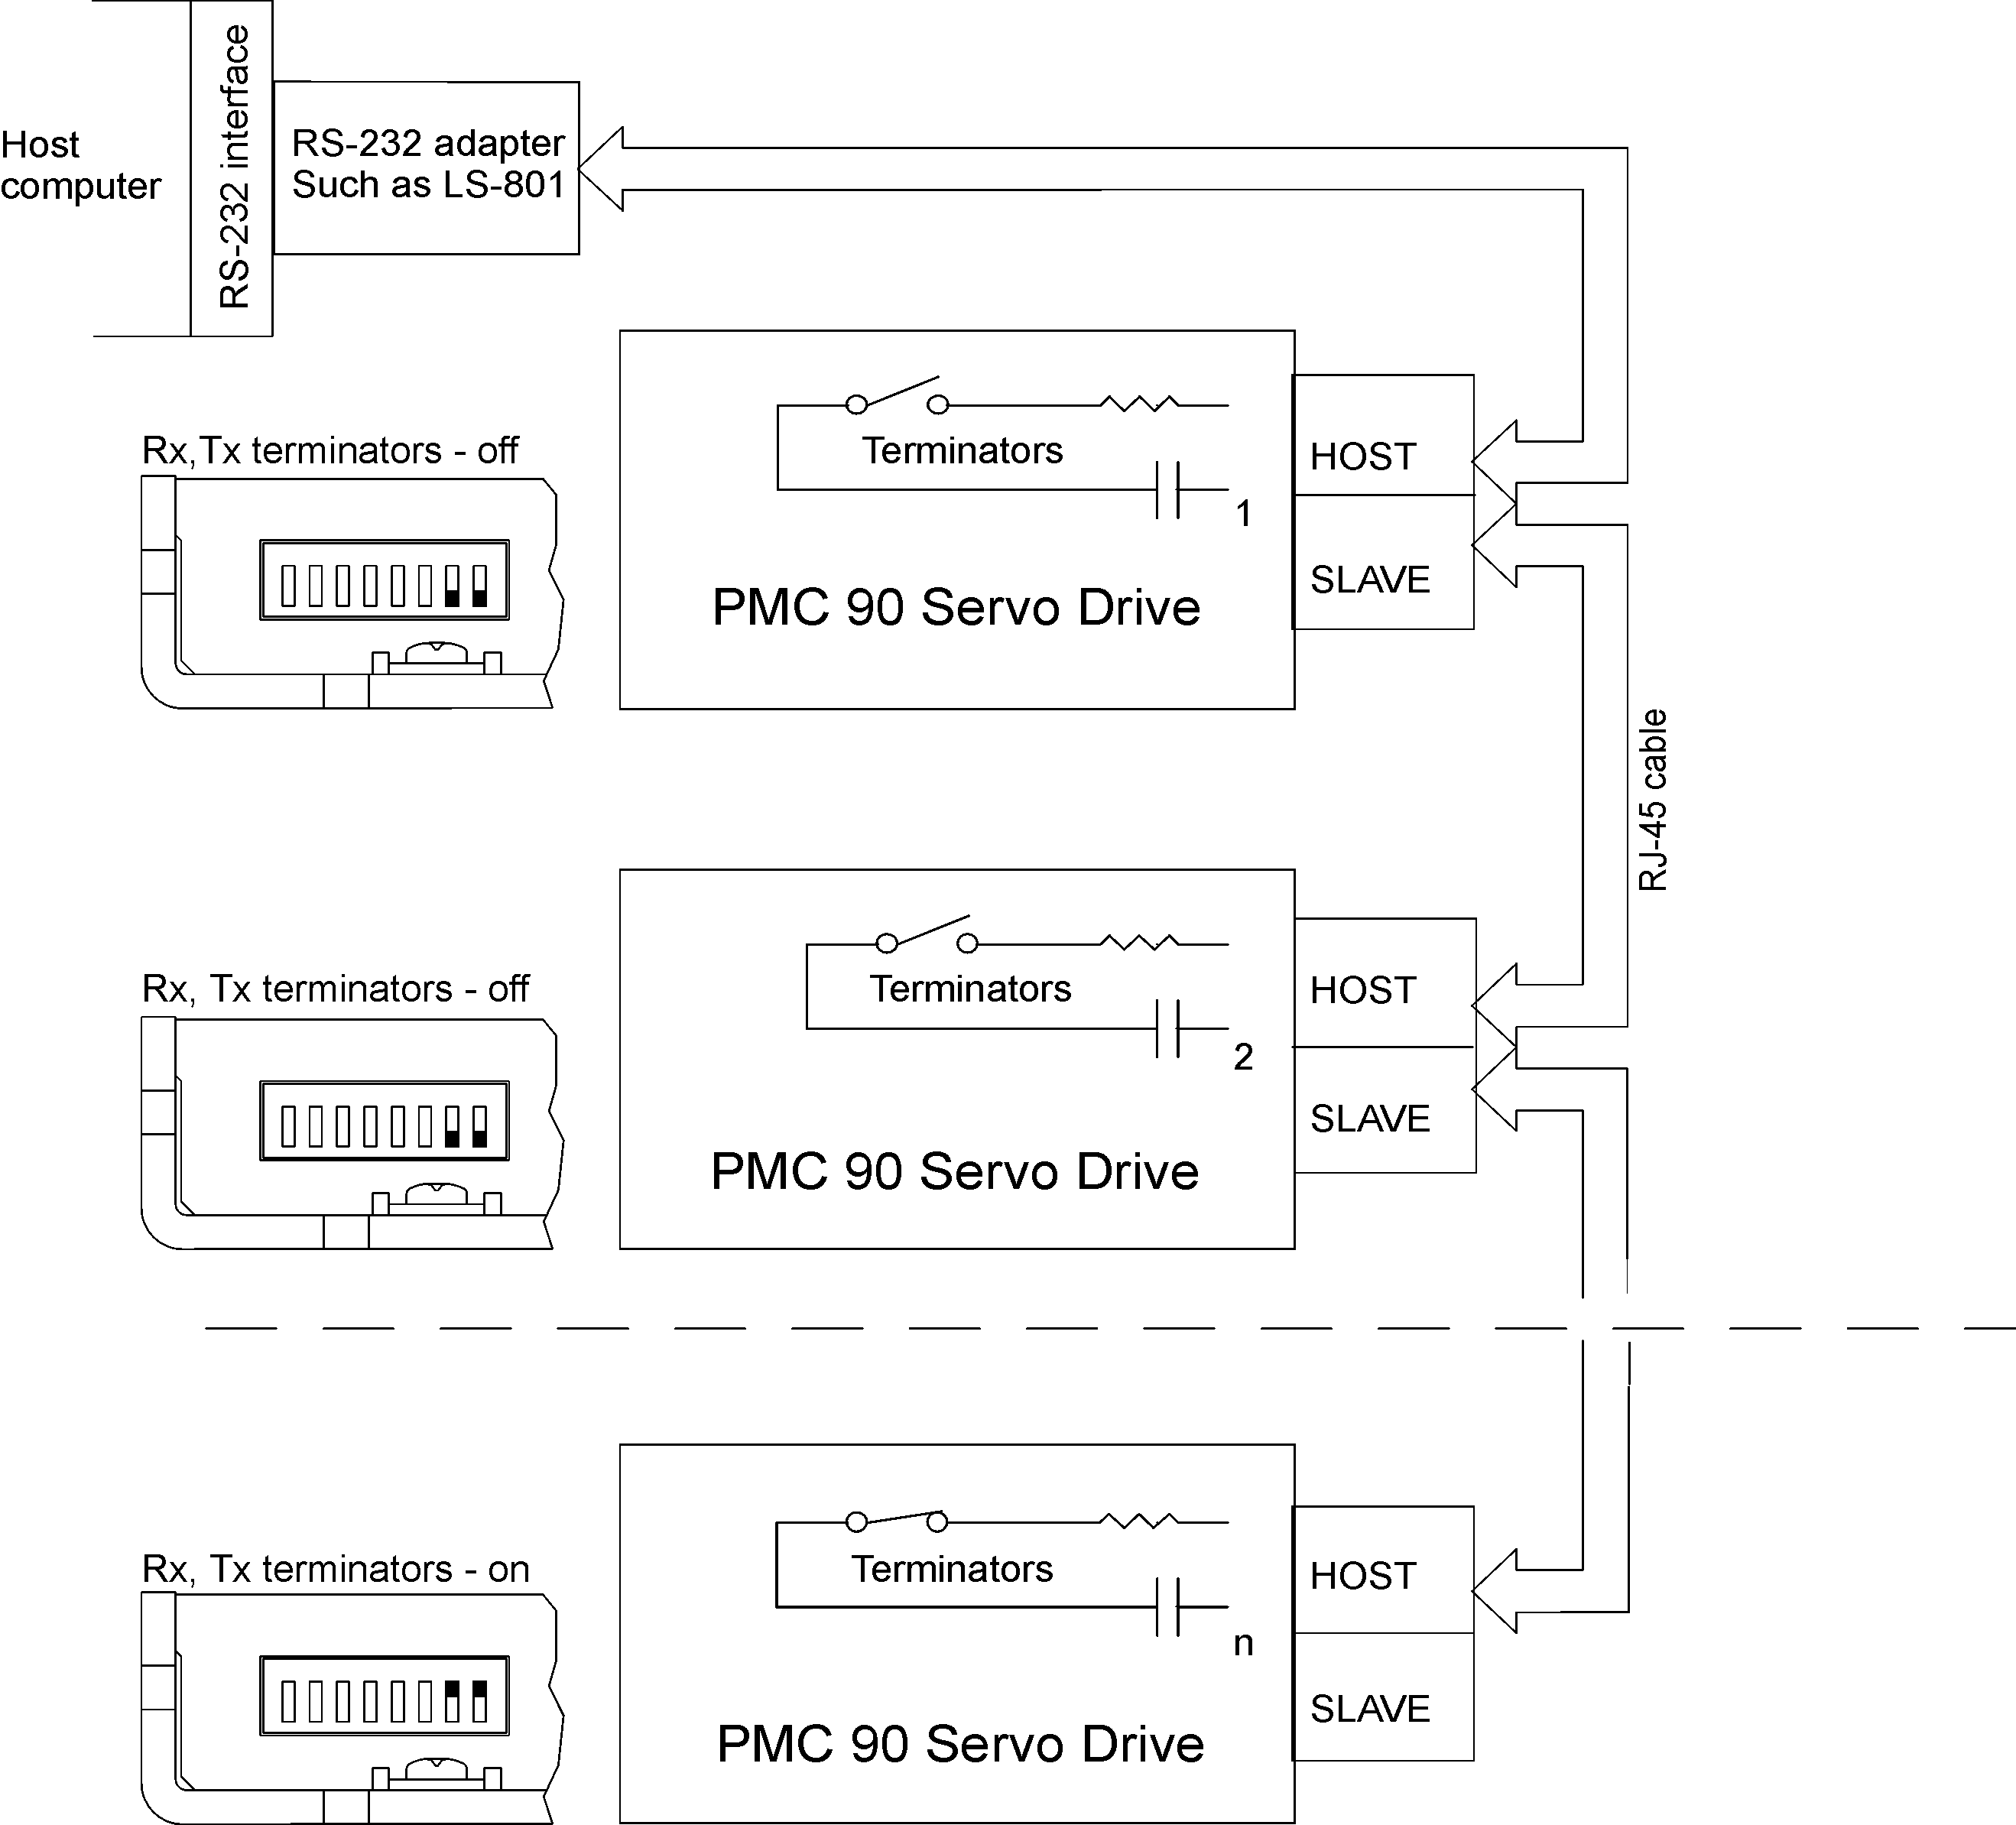 Host
computer
RS-232 interface
RS-232 adapter
Such as LS-801
Rx,Tx terminators - off
Terminators
1
PMC 90 Servo Drive
HOST
SLAVE
RJ-45 cable
Rx, Tx terminators - off
Terminators
2
PMC 90 Servo Drive
HOST
SLAVE
Rx, Tx terminators - on
Terminators
n
PMC 90 Servo Drive
HOST
SLAVE